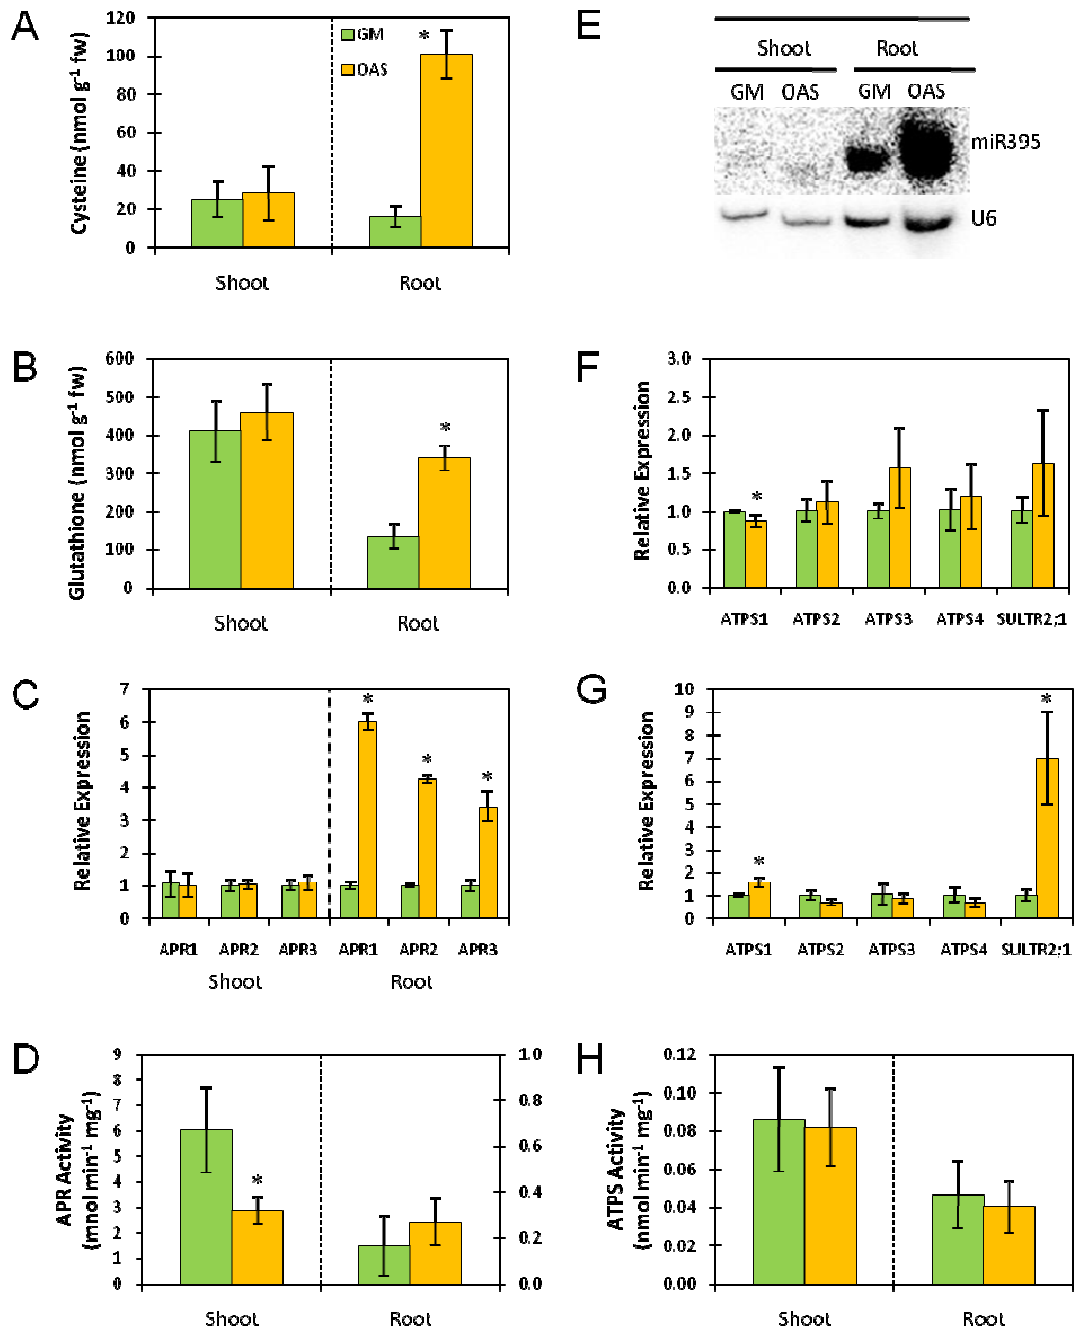 A
Cysteine (nmol g-1 fw)
120
100
80
60
40
20
0
GM
OAS
*
Shoot Root
B
Glutathione (nmol g-1 fw)
600
500
400
300
200
100
0
*
Shoot Root
C
Relative Expression
7
6
5
4
3
2
1
0
* * *
APR1 APR2 APR3 APR1 APR2 APR3
Shoot Root
D
APR Activity
(mnol min-1 mg-1)
9
8
7
6
5
4
3
2
1
0
*
1.0
0.8
0.6
0.4
0.2
0.0
Shoot Root
E
Shoot Root
GM OAS GM OAS
miR395
U6
F
Relative Expression
3.0
2.5
2.0
1.5
1.0
0.5
0.0
*
ATPS1 ATPS2 ATPS3 ATPS4 SULTR2;1
G
Relative Expression
10
9
8
7
6
5
4
3
2
1
0
* *
ATPS1 ATPS2 ATPS3 ATPS4 SULTR2;1
H
ATPS Activity
(nmol min-1 mg-1)
0.12
0.10
0.08
0.06
0.04
0.02
0.00
Shoot Root